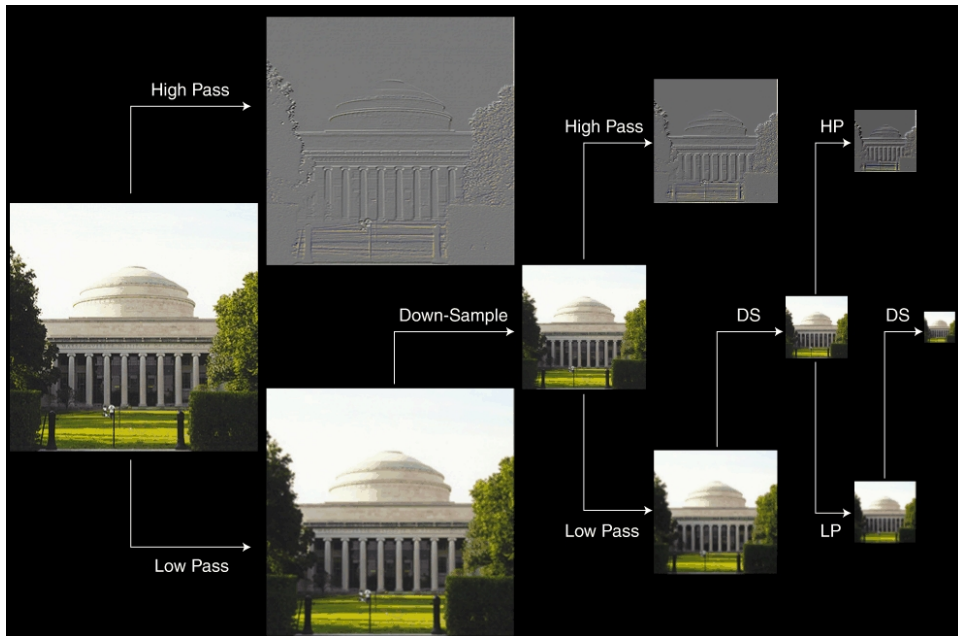 High Pass
Down-Sample
Low Pass
High Pass
DS
Low Pass
HP
DS
LP